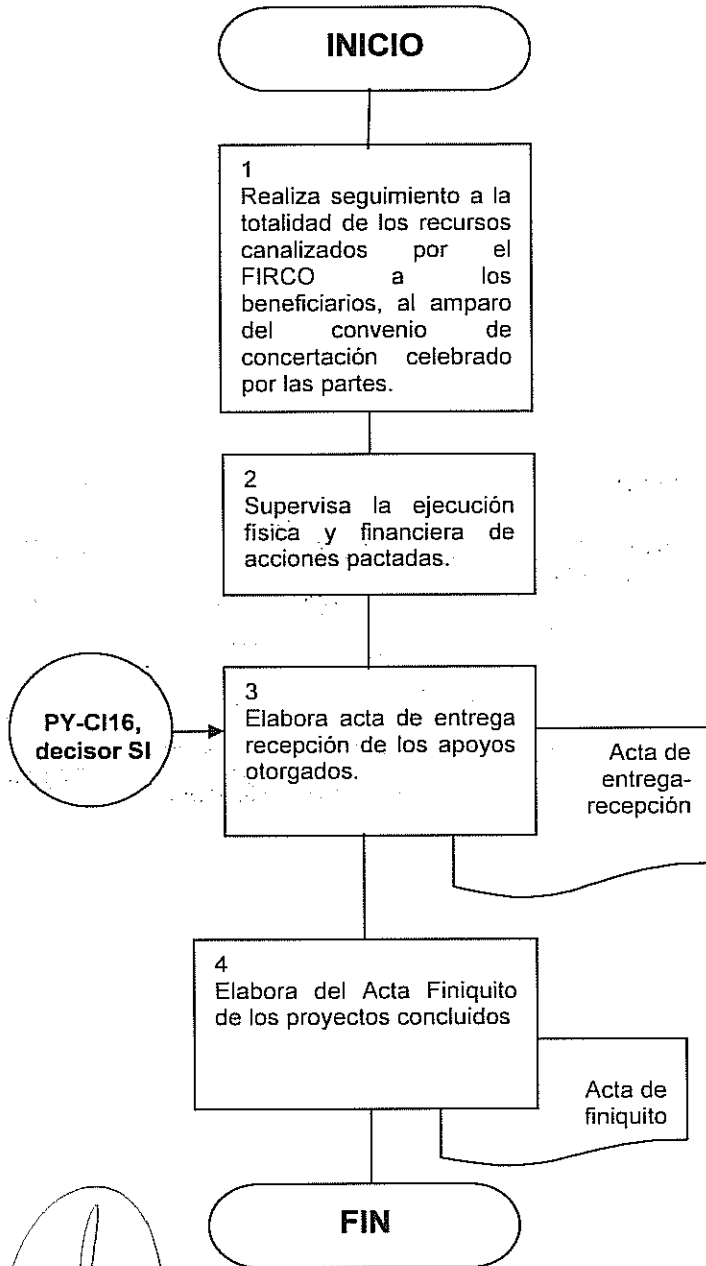 INICIO
1
Realiza seguimiento a la
totalidad de los recursos
canalizados por el
FIRCO a los
beneficiarios, al amparo
del convenio de
concertación celebrado
por las partes.
2
Supervisa la ejecución
física y financiera de
acciones pactadas.
PY-CI16,
decisor SI
3
Elabora acta de entrega
recepción de los apoyos
otorgados.
Acta de
entrega-
recepción
4
Elabora del Acta Finiquito
de los proyectos concluidos
Acta de
finiquito
FIN